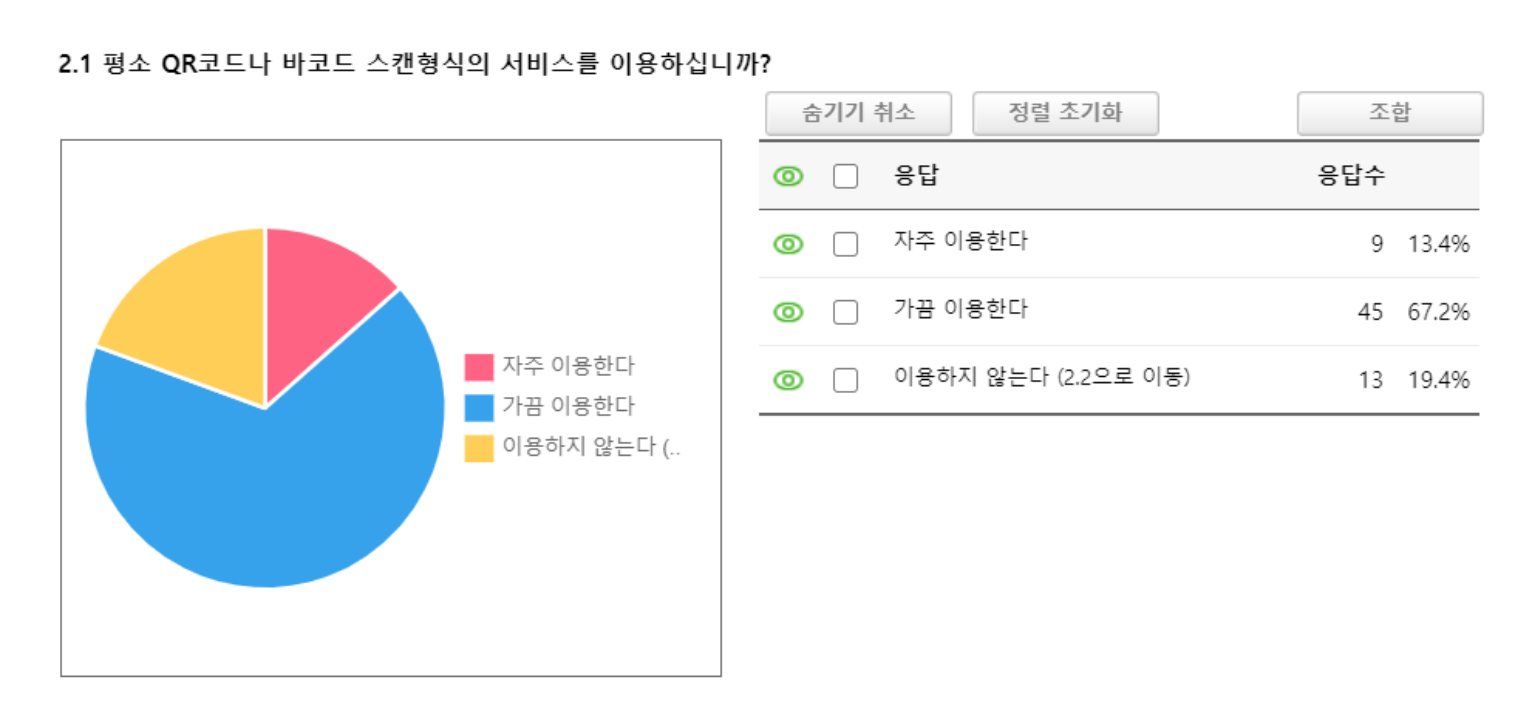 2.1 평소 QR코드나 바코드 스캔형식의 서비스를 이용하십니까?
숨기기 취소 정렬 초기화 조합
응답 응답수
자주 이용한다 9 13.4%
가끔 이용한다 45 67.2%
이용하지 않는다 (2.2으로 이동) 13 19.4%
자주 이용한다
가끔 이용한다
이용하지 않는다 (..